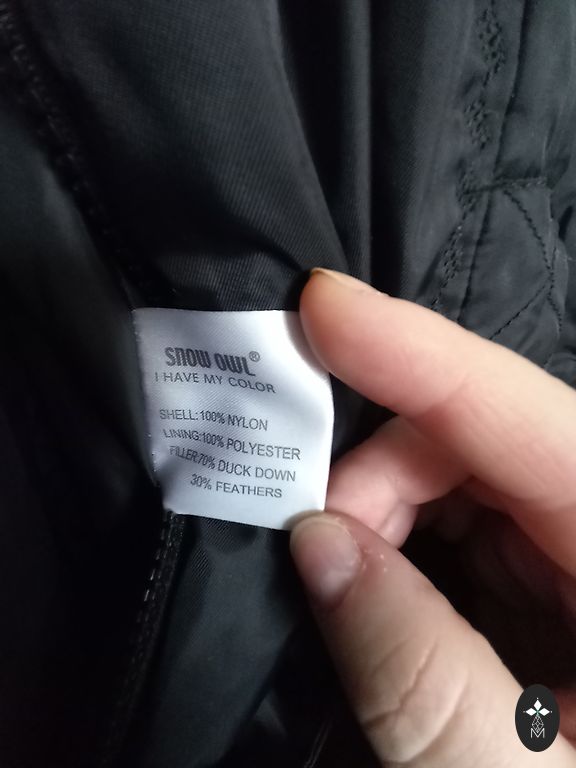 SNOW OWL®
I HAVE MY COLOR
SHELL:100% NYLON
LINING:100% POLYESTER
FILLER:70% DUCK DOWN
30% FEATHERS
M